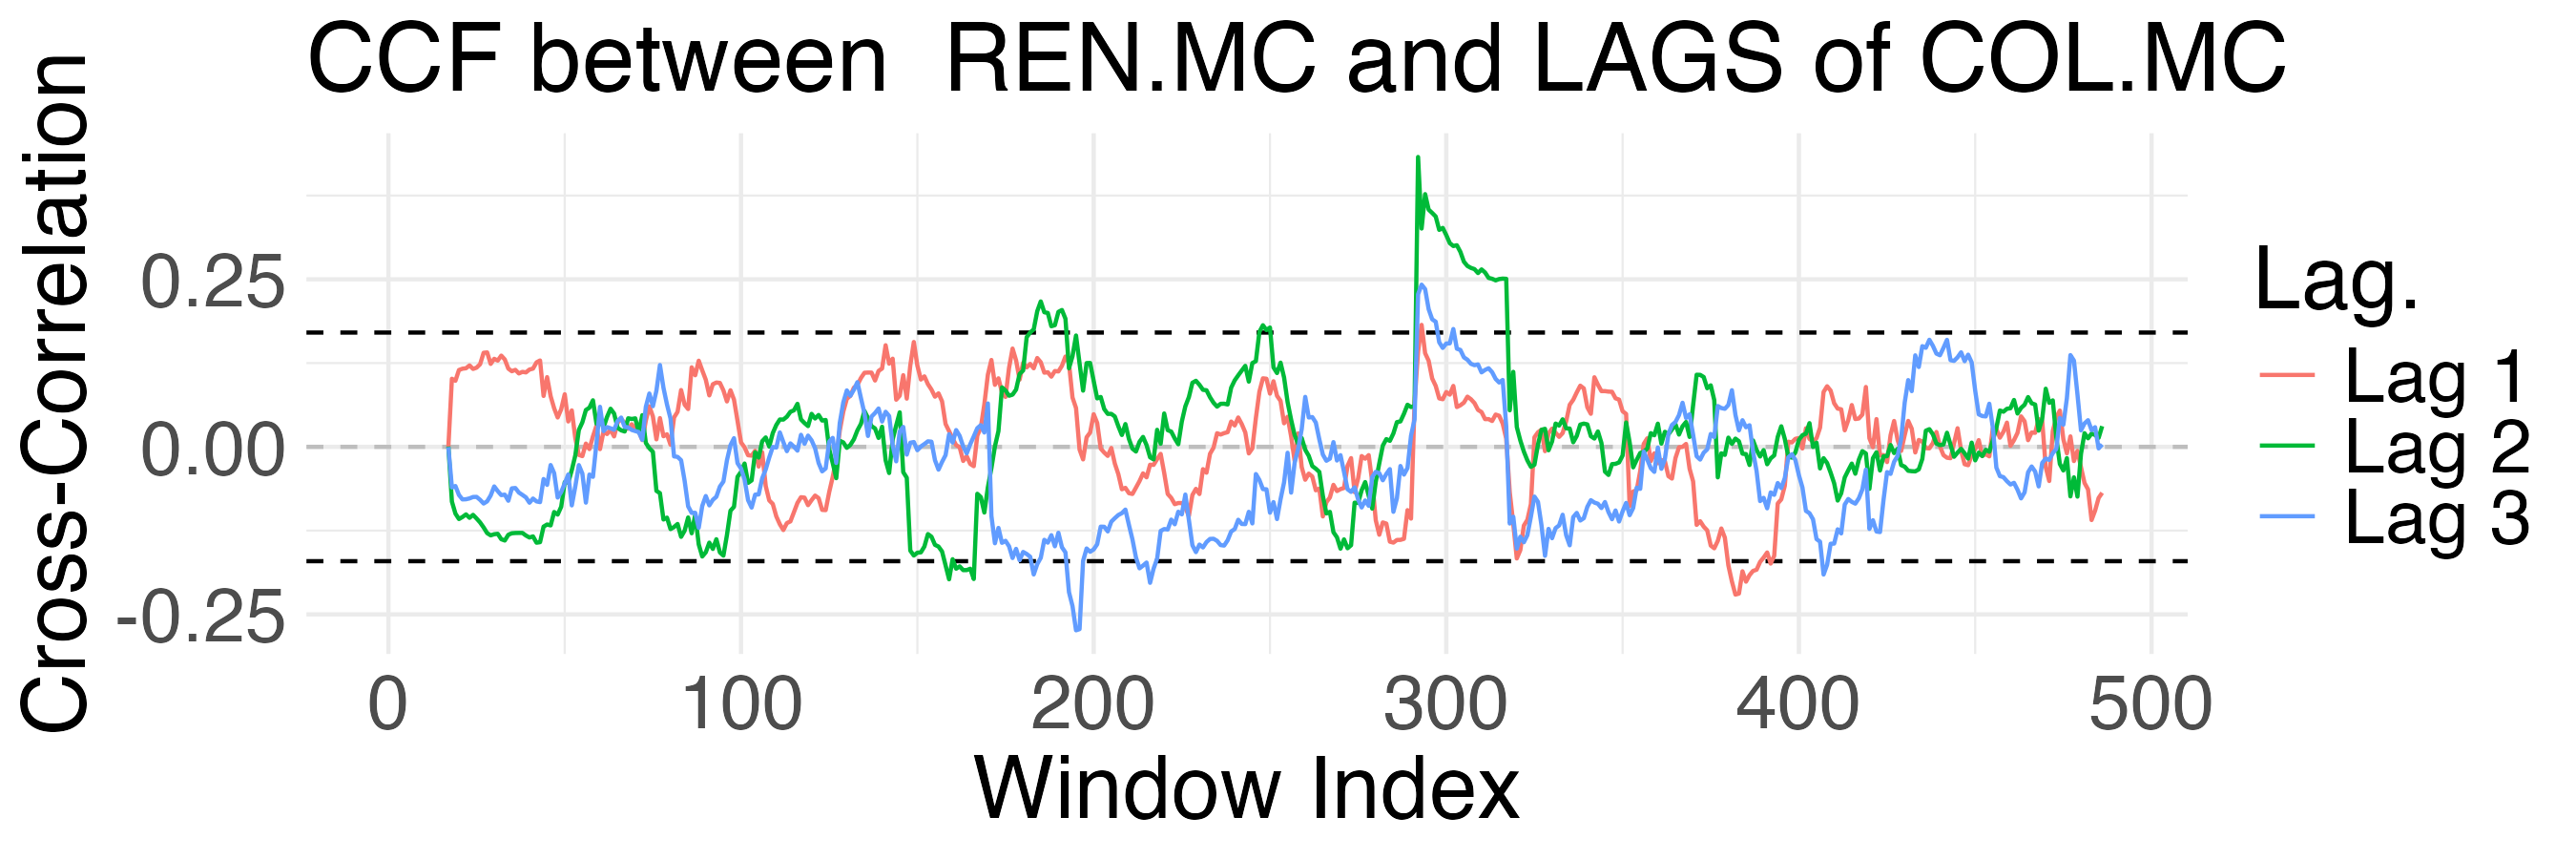 CCF between  REN.MC and LAGS of COL.MC
Cross-Correlation
0.25
0.00
-0.25
0 100 200 300 400 500
Window Index
Lag.
Lag 1
Lag 2
Lag 3